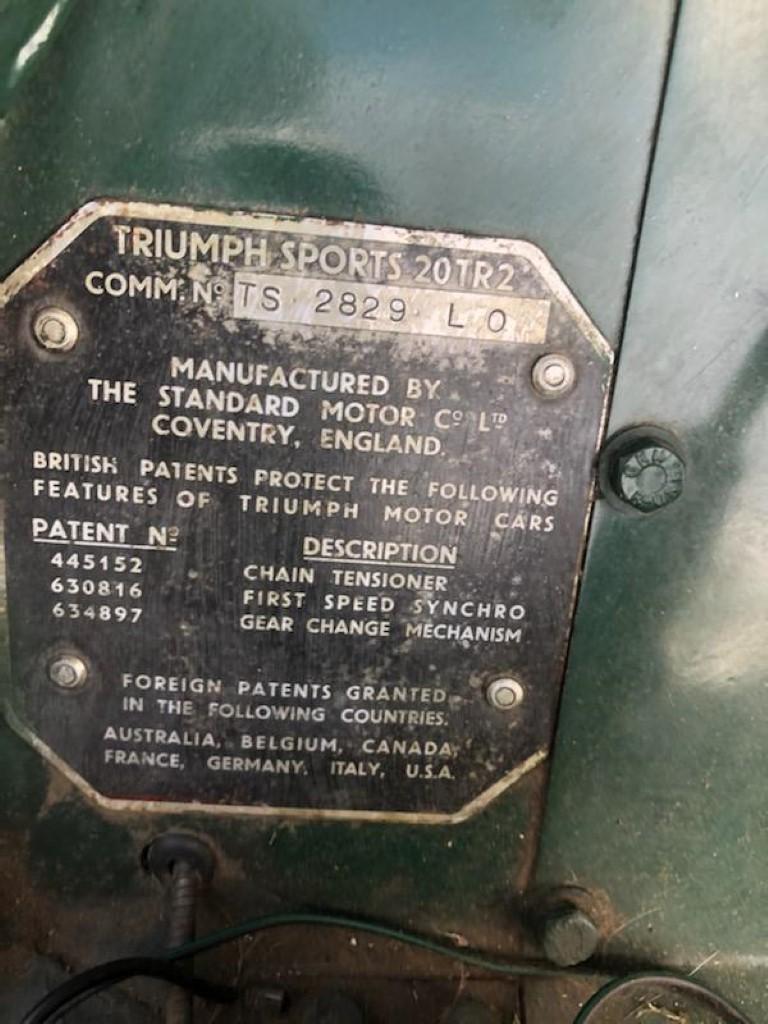 TRIUMPH SPORTS 20TR2
COMM. Nº TS 2829 L O
MANUFACTURED BY
THE STANDARD MOTOR Cº LTD
COVENTRY, ENGLAND.
BRITISH PATENTS PROTECT THE FOLLOWING
FEATURES OF TRIUMPH MOTOR CARS
PATENT Nº DESCRIPTION
445152 CHAIN TENSIONER
630816 FIRST SPEED SYNCHRO
634897 GEAR CHANGE MECHANISM
FOREIGN PATENTS GRANTED
IN THE FOLLOWING COUNTRIES.
AUSTRALIA, BELGIUM, CANADA,
FRANCE, GERMANY, ITALY, U.S.A.